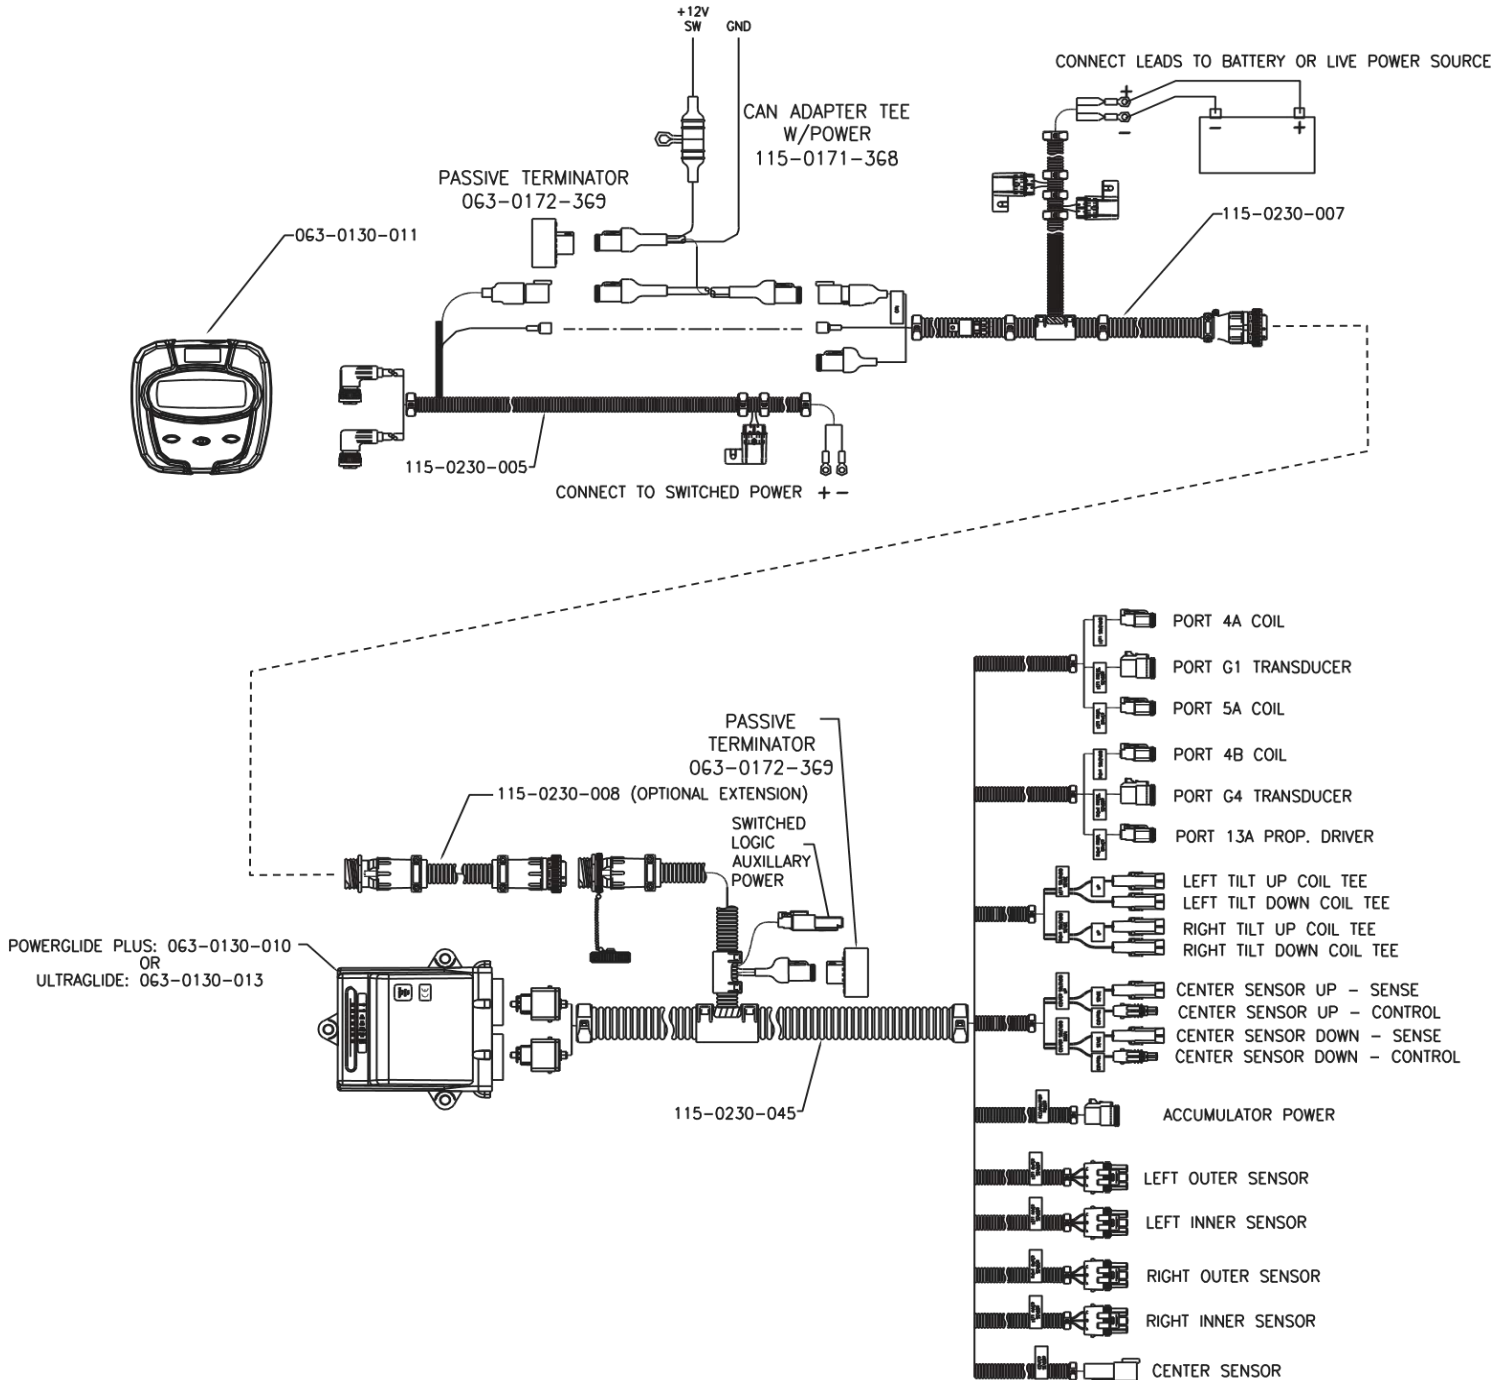 +12V
SW
GND
CONNECT LEADS TO BATTERY OR LIVE POWER SOURCE
+
-
-
+
CAN ADAPTER TEE
W/POWER
115-0171-368
PASSIVE TERMINATOR
063-0172-369
063-0130-011
115-0230-007
115-0230-005
CONNECT TO SWITCHED POWER + -
PORT 4A COIL
PORT G1 TRANSDUCER
PORT 5A COIL
PORT 4B COIL
PORT G4 TRANSDUCER
PORT 13A PROP. DRIVER
PASSIVE
TERMINATOR
063-0172-369
115-0230-008 (OPTIONAL EXTENSION)
SWITCHED
LOGIC
AUXILLARY
POWER
LEFT TILT UP COIL TEE
LEFT TILT DOWN COIL TEE
RIGHT TILT UP COIL TEE
RIGHT TILT DOWN COIL TEE
POWERGLIDE PLUS: 063-0130-010
OR
ULTRAGLIDE: 063-0130-013
CENTER SENSOR UP - SENSE
CENTER SENSOR UP - CONTROL
CENTER SENSOR DOWN - SENSE
CENTER SENSOR DOWN - CONTROL
115-0230-045
ACCUMULATOR POWER
LEFT OUTER SENSOR
LEFT INNER SENSOR
RIGHT OUTER SENSOR
RIGHT INNER SENSOR
CENTER SENSOR